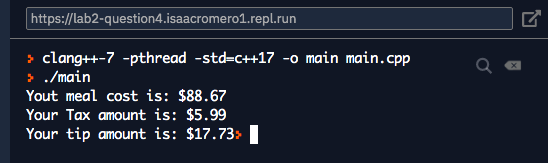 https://lab2-question4.isaacromero1.repl.run
> clang++-7 -pthread -std=c++17 -o main main.cpp
> ./main
Yout meal cost is: $88.67
Your Tax amount is: $5.99
Your tip amount is: $17.73>